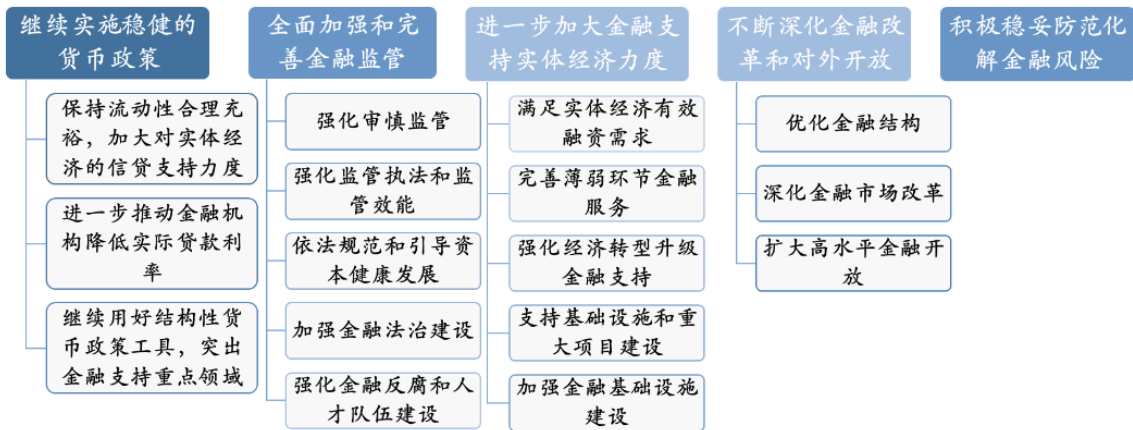 继续实施稳健的
货币政策
保持流动性合理充
裕，加大对实体经
济的信贷支持力度
进一步推动金融机
构降低实际贷款利
率
继续用好结构性货
币政策工具，突出
金融支持重点领域
全面加强和完
善金融监管
强化审慎监管
强化监管执法和监
管效能
依法规范和引导资
本健康发展
加强金融法治建设
强化金融反腐和人
才队伍建设
进一步加大金融支
持实体经济力度
满足实体经济有效
融资需求
完善薄弱环节金融
服务
强化经济转型升级
金融支持
支持基础设施和重
大项目建设
加强金融基础设施
建设
不断深化金融改
革和对外开放
优化金融结构
深化金融市场改革
扩大高水平金融开
放
积极稳妥防范化
解金融风险